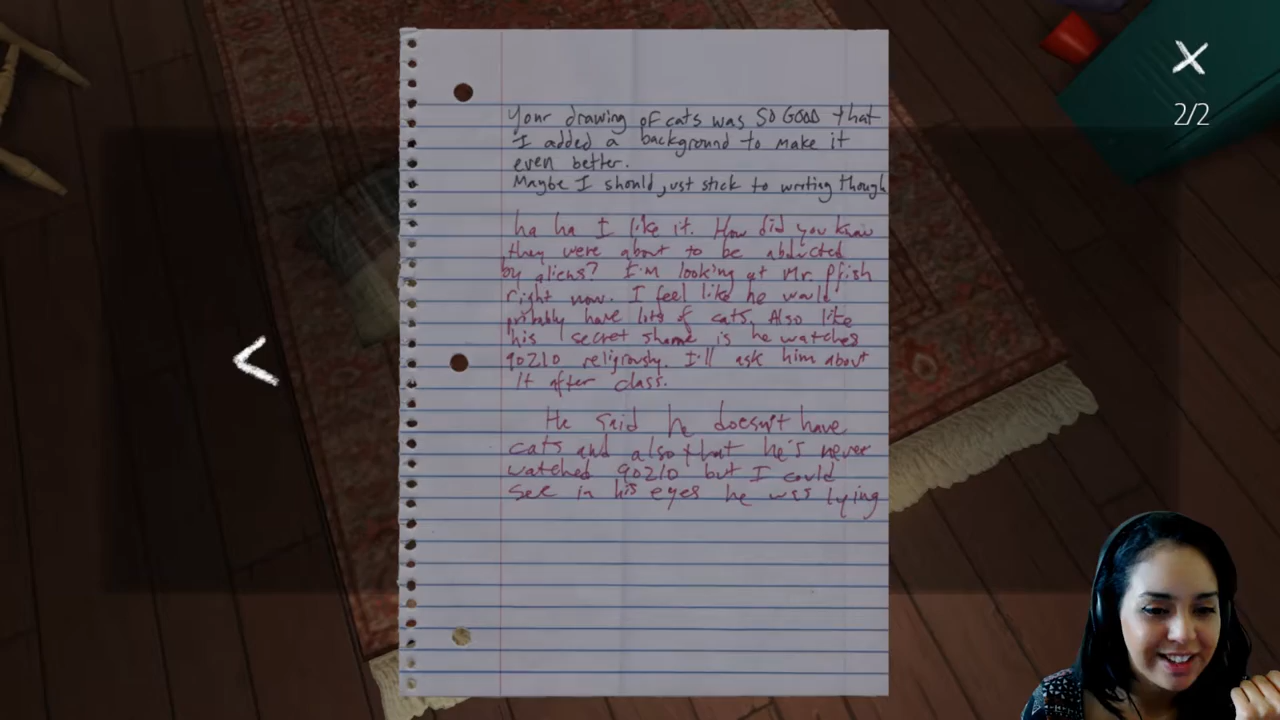 2/2
Your drawing of cats was SO GOOD that
I added a background to make it
even better.
Maybe I should just stick to writing though
ha ha I like it. How did you know
they were about to be abducted
by aliens? I'm looking at Mr. Pfish
right now. I feel like he would
probably have lots of cats. Also like
his secret shame is he watches
90210 religiously. I'll ask him about
it after class.
He said he doesn't have
cats and also that he's never
watched 90210 but I could
see in his eyes he was lying